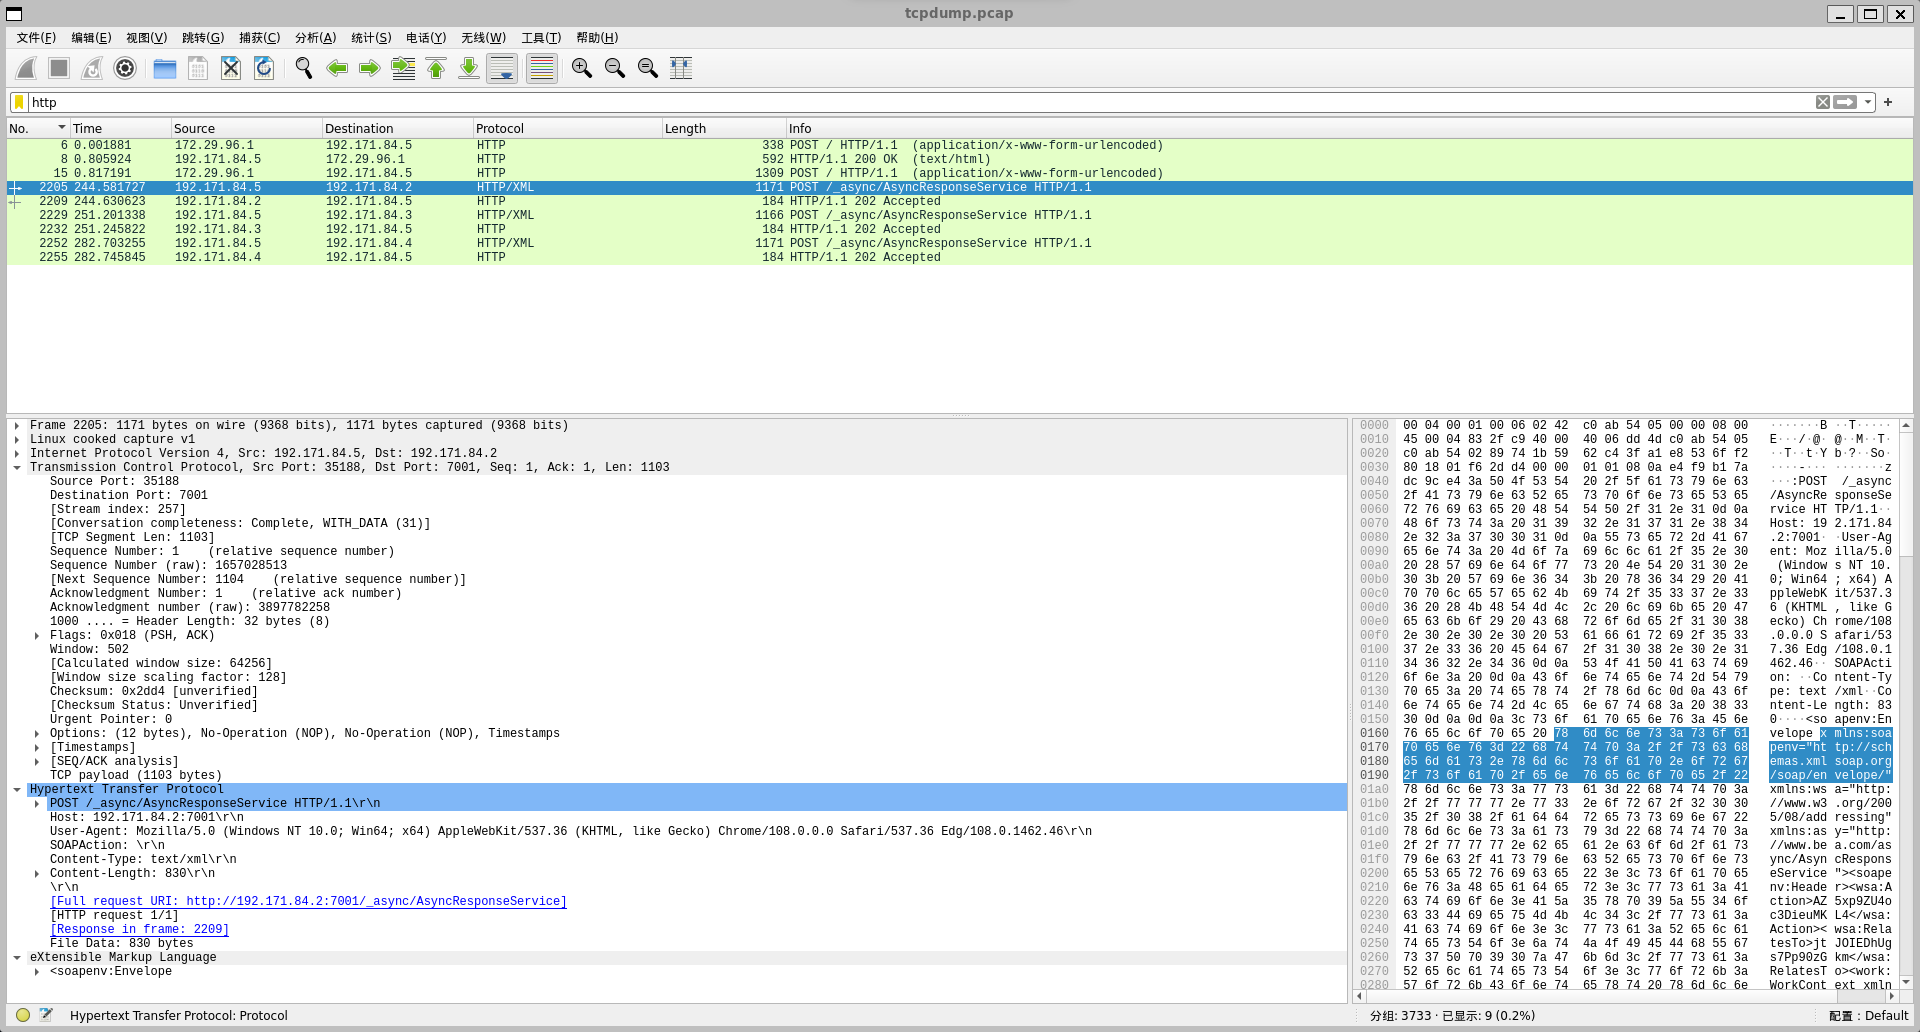 tcpdump.pcap
文件(F) 编辑(E) 视图(V) 跳转(G) 捕获(C) 分析(A) 统计(S) 电话(Y) 无线(W) 工具(T) 帮助(H)
http
No. Time Source Destination Protocol Length Info
6 0.001881 172.29.96.1 192.171.84.5 HTTP 338 POST / HTTP/1.1  (application/x-www-form-urlencoded)
8 0.805924 192.171.84.5 172.29.96.1 HTTP 592 HTTP/1.1 200 OK  (text/html)
15 0.817191 172.29.96.1 192.171.84.5 HTTP 1309 POST / HTTP/1.1  (application/x-www-form-urlencoded)
2205 244.581727 192.171.84.5 192.171.84.2 HTTP/XML 1171 POST /_async/AsyncResponseService HTTP/1.1
2209 244.630623 192.171.84.2 192.171.84.5 HTTP 184 HTTP/1.1 202 Accepted
2229 251.201338 192.171.84.5 192.171.84.3 HTTP/XML 1166 POST /_async/AsyncResponseService HTTP/1.1
2232 251.245822 192.171.84.3 192.171.84.5 HTTP 184 HTTP/1.1 202 Accepted
2252 282.703255 192.171.84.5 192.171.84.4 HTTP/XML 1171 POST /_async/AsyncResponseService HTTP/1.1
2255 282.745845 192.171.84.4 192.171.84.5 HTTP 184 HTTP/1.1 202 Accepted
Frame 2205: 1171 bytes on wire (9368 bits), 1171 bytes captured (9368 bits)
Linux cooked capture v1
Internet Protocol Version 4, Src: 192.171.84.5, Dst: 192.171.84.2
Transmission Control Protocol, Src Port: 35188, Dst Port: 7001, Seq: 1, Ack: 1, Len: 1103
Source Port: 35188
Destination Port: 7001
[Stream index: 257]
[Conversation completeness: Complete, WITH_DATA (31)]
[TCP Segment Len: 1103]
Sequence Number: 1    (relative sequence number)
Sequence Number (raw): 1657028513
[Next Sequence Number: 1104    (relative sequence number)]
Acknowledgment Number: 1    (relative ack number)
Acknowledgment number (raw): 3897782258
1000 .... = Header Length: 32 bytes (8)
Flags: 0x018 (PSH, ACK)
Window: 502
[Calculated window size: 64256]
[Window size scaling factor: 128]
Checksum: 0x2dd4 [unverified]
[Checksum Status: Unverified]
Urgent Pointer: 0
Options: (12 bytes), No-Operation (NOP), No-Operation (NOP), Timestamps
[Timestamps]
[SEQ/ACK analysis]
TCP payload (1103 bytes)
Hypertext Transfer Protocol
POST /_async/AsyncResponseService HTTP/1.1\r\n
Host: 192.171.84.2:7001\r\n
User-Agent: Mozilla/5.0 (Windows NT 10.0; Win64; x64) AppleWebKit/537.36 (KHTML, like Gecko) Chrome/108.0.0.0 Safari/537.36 Edg/108.0.1462.46\r\n
SOAPAction: \r\n
Content-Type: text/xml\r\n
Content-Length: 830\r\n
\r\n
[Full request URI: http://192.171.84.2:7001/_async/AsyncResponseService]
[HTTP request 1/1]
[Response in frame: 2209]
File Data: 830 bytes
eXtensible Markup Language
<soapenv:Envelope
0000 00 04 00 01 00 06 02 42 c0 ab 54 05 00 00 08 00 ·······B ··T·····
0010 45 00 04 83 2f c9 40 00 40 06 dd 4d c0 ab 54 05 E···/·@· @··M··T·
0020 c0 ab 54 02 89 74 1b 59 62 c4 3f a1 e8 53 6f f2 ··T··t·Y b·?··So·
0030 80 18 01 f6 2d d4 00 00 01 01 08 0a e4 f9 b1 7a ····-··· ·······z
0040 dc 9c e4 3a 50 4f 53 54 20 2f 5f 61 73 79 6e 63 ···:POST  /_async
0050 2f 41 73 79 6e 63 52 65 73 70 6f 6e 73 65 53 65 /AsyncRe sponseSe
0060 72 76 69 63 65 20 48 54 54 50 2f 31 2e 31 0d 0a rvice HT TP/1.1··
0070 48 6f 73 74 3a 20 31 39 32 2e 31 37 31 2e 38 34 Host: 19 2.171.84
0080 2e 32 3a 37 30 30 31 0d 0a 55 73 65 72 2d 41 67 .2:7001· ·User-Ag
0090 65 6e 74 3a 20 4d 6f 7a 69 6c 6c 61 2f 35 2e 30 ent: Moz illa/5.0
00a0 20 28 57 69 6e 64 6f 77 73 20 4e 54 20 31 30 2e  (Window s NT 10.
00b0 30 3b 20 57 69 6e 36 34 3b 20 78 36 34 29 20 41 0; Win64 ; x64) A
00c0 70 70 6c 65 57 65 62 4b 69 74 2f 35 33 37 2e 33 ppleWebK it/537.3
00d0 36 20 28 4b 48 54 4d 4c 2c 20 6c 69 6b 65 20 47 6 (KHTML , like G
00e0 65 63 6b 6f 29 20 43 68 72 6f 6d 65 2f 31 30 38 ecko) Ch rome/108
00f0 2e 30 2e 30 2e 30 20 53 61 66 61 72 69 2f 35 33 .0.0.0 S afari/53
0100 37 2e 33 36 20 45 64 67 2f 31 30 38 2e 30 2e 31 7.36 Edg /108.0.1
0110 34 36 32 2e 34 36 0d 0a 53 4f 41 50 41 63 74 69 462.46·· SOAPActi
0120 6f 6e 3a 20 0d 0a 43 6f 6e 74 65 6e 74 2d 54 79 on: ··Co ntent-Ty
0130 70 65 3a 20 74 65 78 74 2f 78 6d 6c 0d 0a 43 6f pe: text /xml··Co
0140 6e 74 65 6e 74 2d 4c 65 6e 67 74 68 3a 20 38 33 ntent-Le ngth: 83
0150 30 0d 0a 0d 0a 3c 73 6f 61 70 65 6e 76 3a 45 6e 0····<so apenv:En
0160 76 65 6c 6f 70 65 20 78 6d 6c 6e 73 3a 73 6f 61 velope x mlns:soa
0170 70 65 6e 76 3d 22 68 74 74 70 3a 2f 2f 73 63 68 penv="ht tp://sch
0180 65 6d 61 73 2e 78 6d 6c 73 6f 61 70 2e 6f 72 67 emas.xml soap.org
0190 2f 73 6f 61 70 2f 65 6e 76 65 6c 6f 70 65 2f 22 /soap/en velope/"
01a0 78 6d 6c 6e 73 3a 77 73 61 3d 22 68 74 74 70 3a xmlns:ws a="http:
01b0 2f 2f 77 77 77 2e 77 33 2e 6f 72 67 2f 32 30 30 //www.w3 .org/200
01c0 35 2f 30 38 2f 61 64 64 72 65 73 73 69 6e 67 22 5/08/add ressing"
01d0 78 6d 6c 6e 73 3a 61 73 79 3d 22 68 74 74 70 3a xmlns:as y="http:
01e0 2f 2f 77 77 77 2e 62 65 61 2e 63 6f 6d 2f 61 73 //www.be a.com/as
01f0 79 6e 63 2f 41 73 79 6e 63 52 65 73 70 6f 6e 73 ync/Asyn cRespons
0200 65 53 65 72 76 69 63 65 22 3e 3c 73 6f 61 70 65 eService "><soape
0210 6e 76 3a 48 65 61 64 65 72 3e 3c 77 73 61 3a 41 nv:Heade r><wsa:A
0220 63 74 69 6f 6e 3e 41 5a 35 78 70 39 5a 55 34 6f ction>AZ 5xp9ZU4o
0230 63 33 44 69 65 75 4d 4b 4c 34 3c 2f 77 73 61 3a c3DieuMK L4</wsa:
0240 41 63 74 69 6f 6e 3e 3c 77 73 61 3a 52 65 6c 61 Action>< wsa:Rela
0250 74 65 73 54 6f 3e 6a 74 4a 4f 49 45 44 68 55 67 tesTo>jt JOIEDhUg
0260 73 37 50 70 39 30 7a 47 6b 6d 3c 2f 77 73 61 3a s7Pp90zG km</wsa:
0270 52 65 6c 61 74 65 73 54 6f 3e 3c 77 6f 72 6b 3a RelatesT o><work:
0280 57 6f 72 6b 43 6f 6e 74 65 78 74 20 78 6d 6c 6e WorkCont ext xmln
Hypertext Transfer Protocol: Protocol 分组: 3733 · 已显示: 9 (0.2%) 配置 : Default